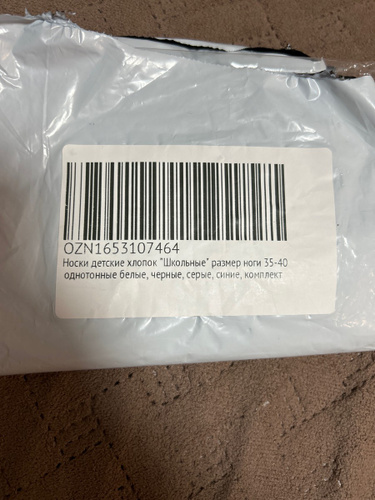 OZN1653107464
Носки детские хлопок "Школьные" размер ноги 35-40
однотонные белые, черные, серые, синие, комплект